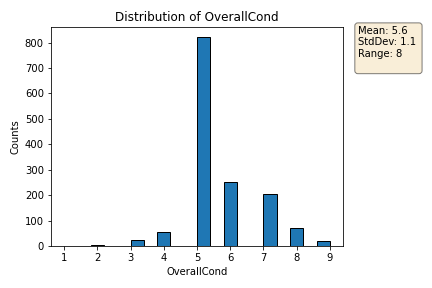 Distribution of OverallCond
Mean: 5.6
StdDev: 1.1
Range: 8
Counts
800
700
600
500
400
300
200
100
0
1 2 3 4 5 6 7 8 9
OverallCond